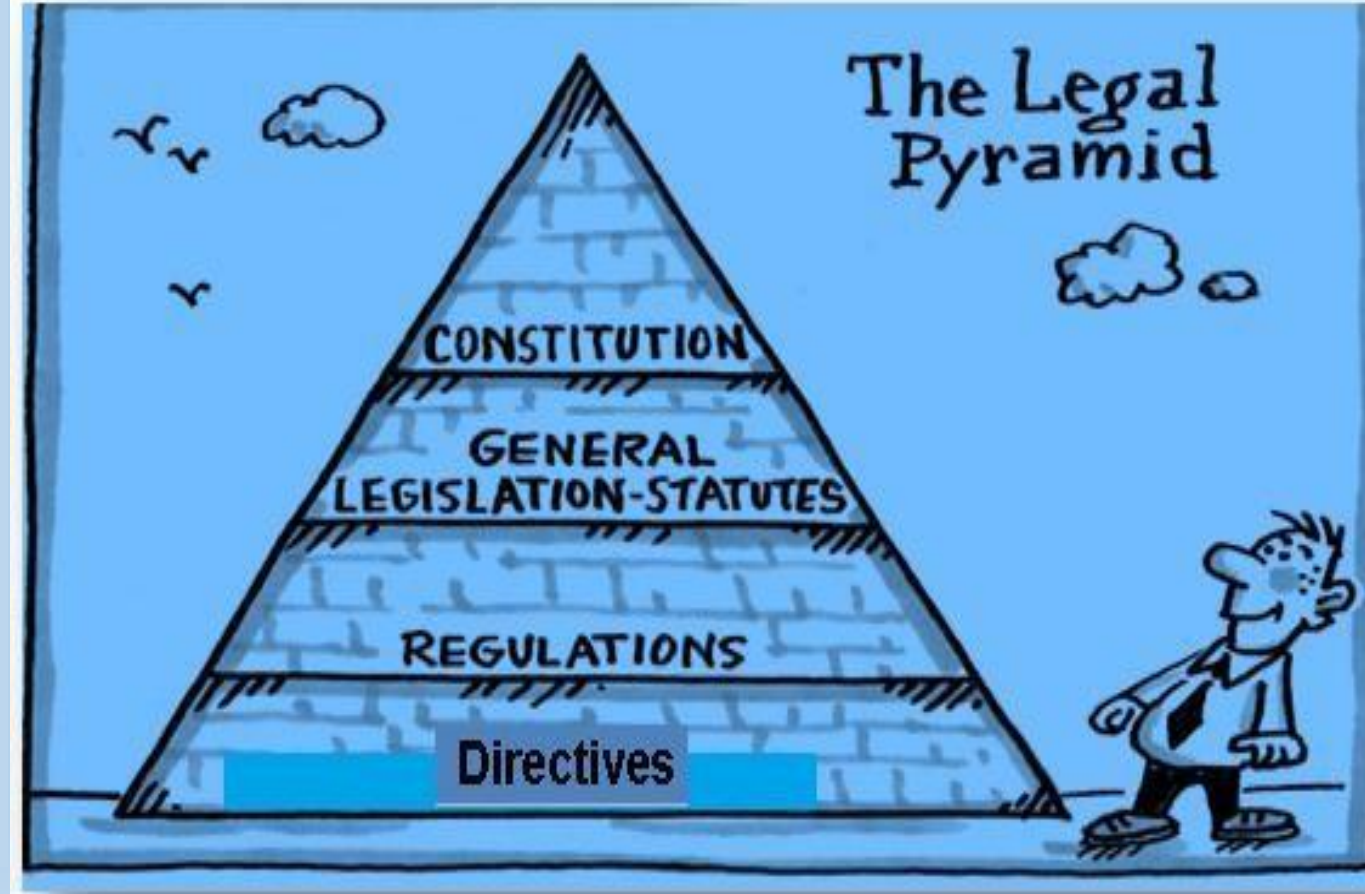 The Legal
Pyramid
CONSTITUTION
GENERAL
LEGISLATION-STATUTES
REGULATIONS
Directives